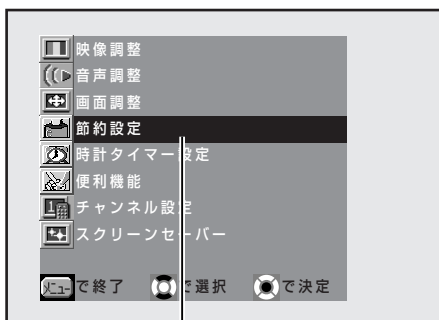 映像調整
音声調整
画面調整
節約設定
時計タイマー設定
便利機能
チャンネル設定
スクリーンセーバー
メニューで終了 で選択 で決定